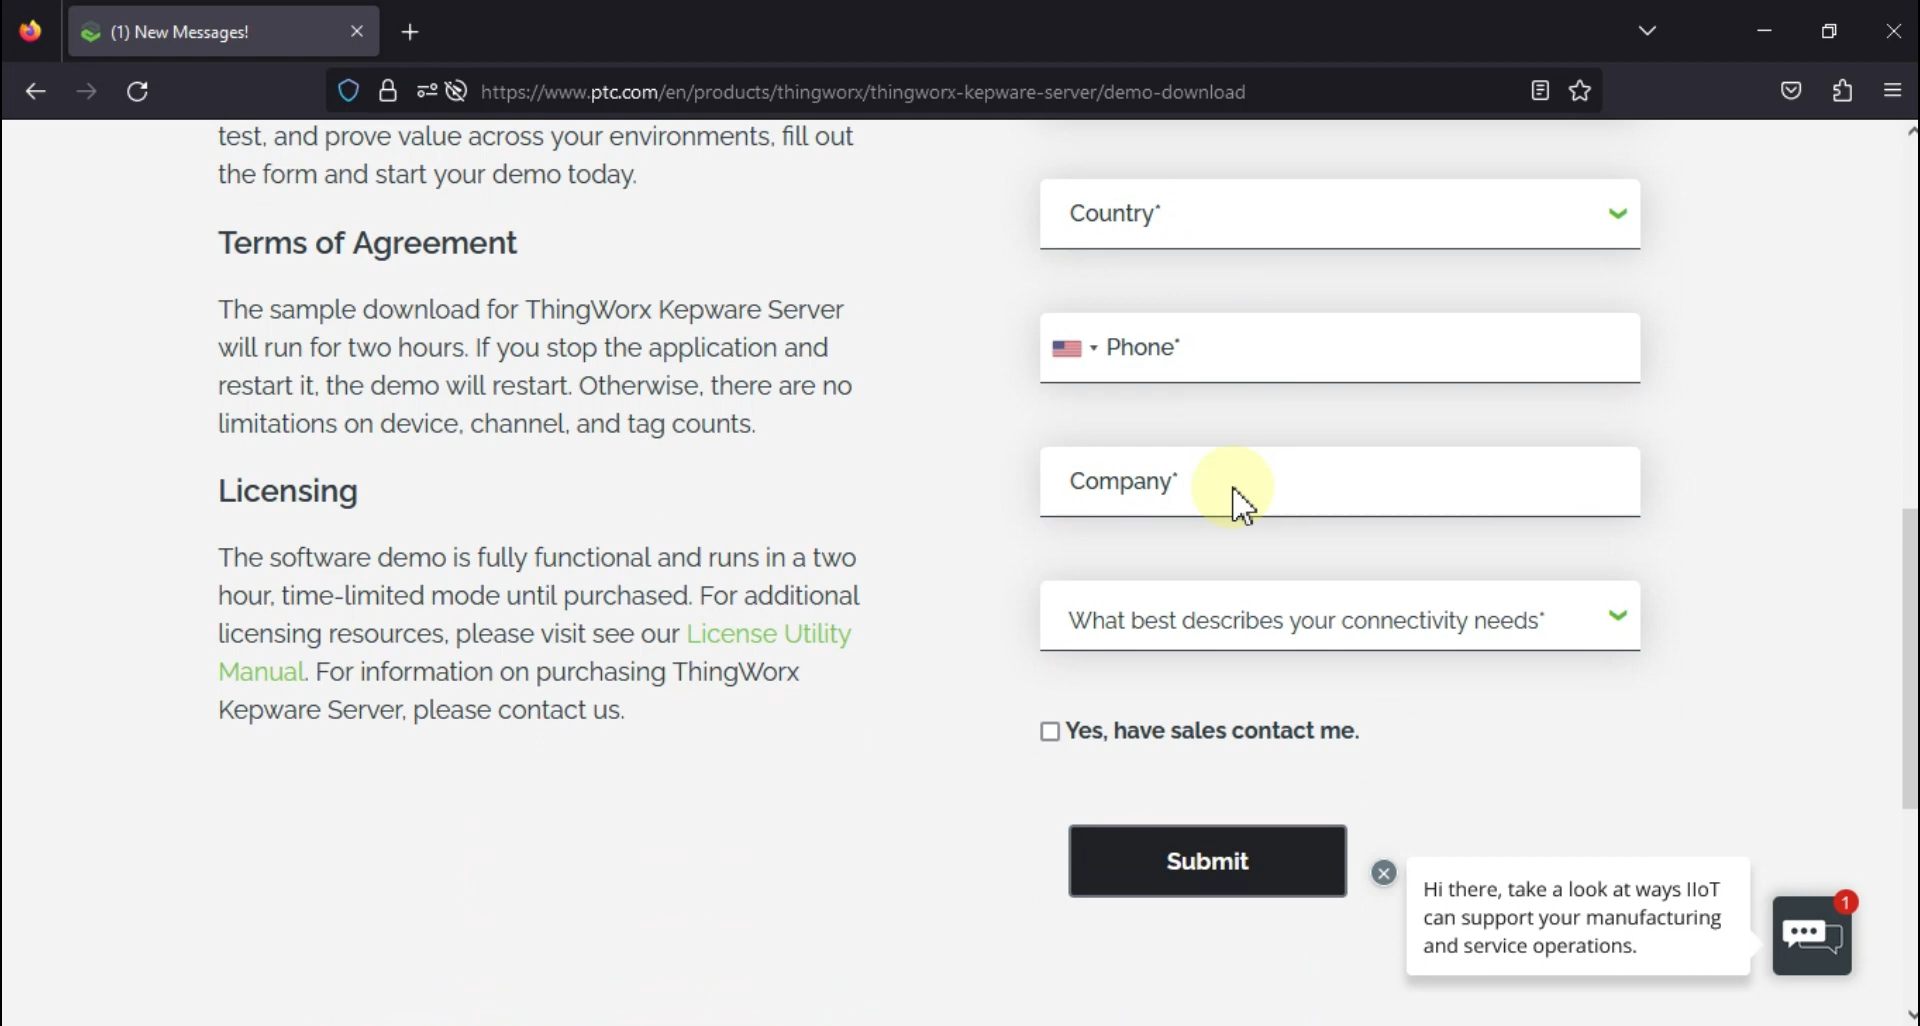 (1) New Messages!
https://www.ptc.com/en/products/thingworx/thingworx-kepware-server/demo-download
test, and prove value across your environments, fill out
the form and start your demo today.
Terms of Agreement
The sample download for ThingWorx Kepware Server
will run for two hours. If you stop the application and
restart it, the demo will restart. Otherwise, there are no
limitations on device, channel, and tag counts.
Licensing
The software demo is fully functional and runs in a two
hour, time-limited mode until purchased. For additional
licensing resources, please visit see our License Utility
Manual. For information on purchasing ThingWorx
Kepware Server, please contact us.
Country*
Phone*
Company*
What best describes your connectivity needs*
Yes, have sales contact me.
Submit
Hi there, take a look at ways IIoT
can support your manufacturing
and service operations.
1